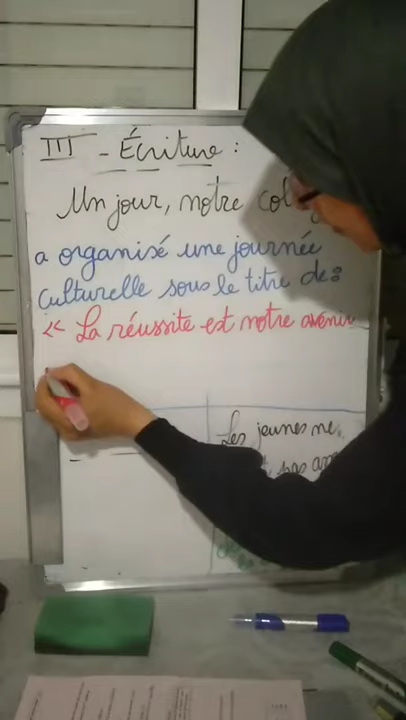 III - Écriture :
Un jour, notre
a organisé une journée
culturelle sous le titre de :
« La réussite est notre avenir
Les jeunes ne
pas